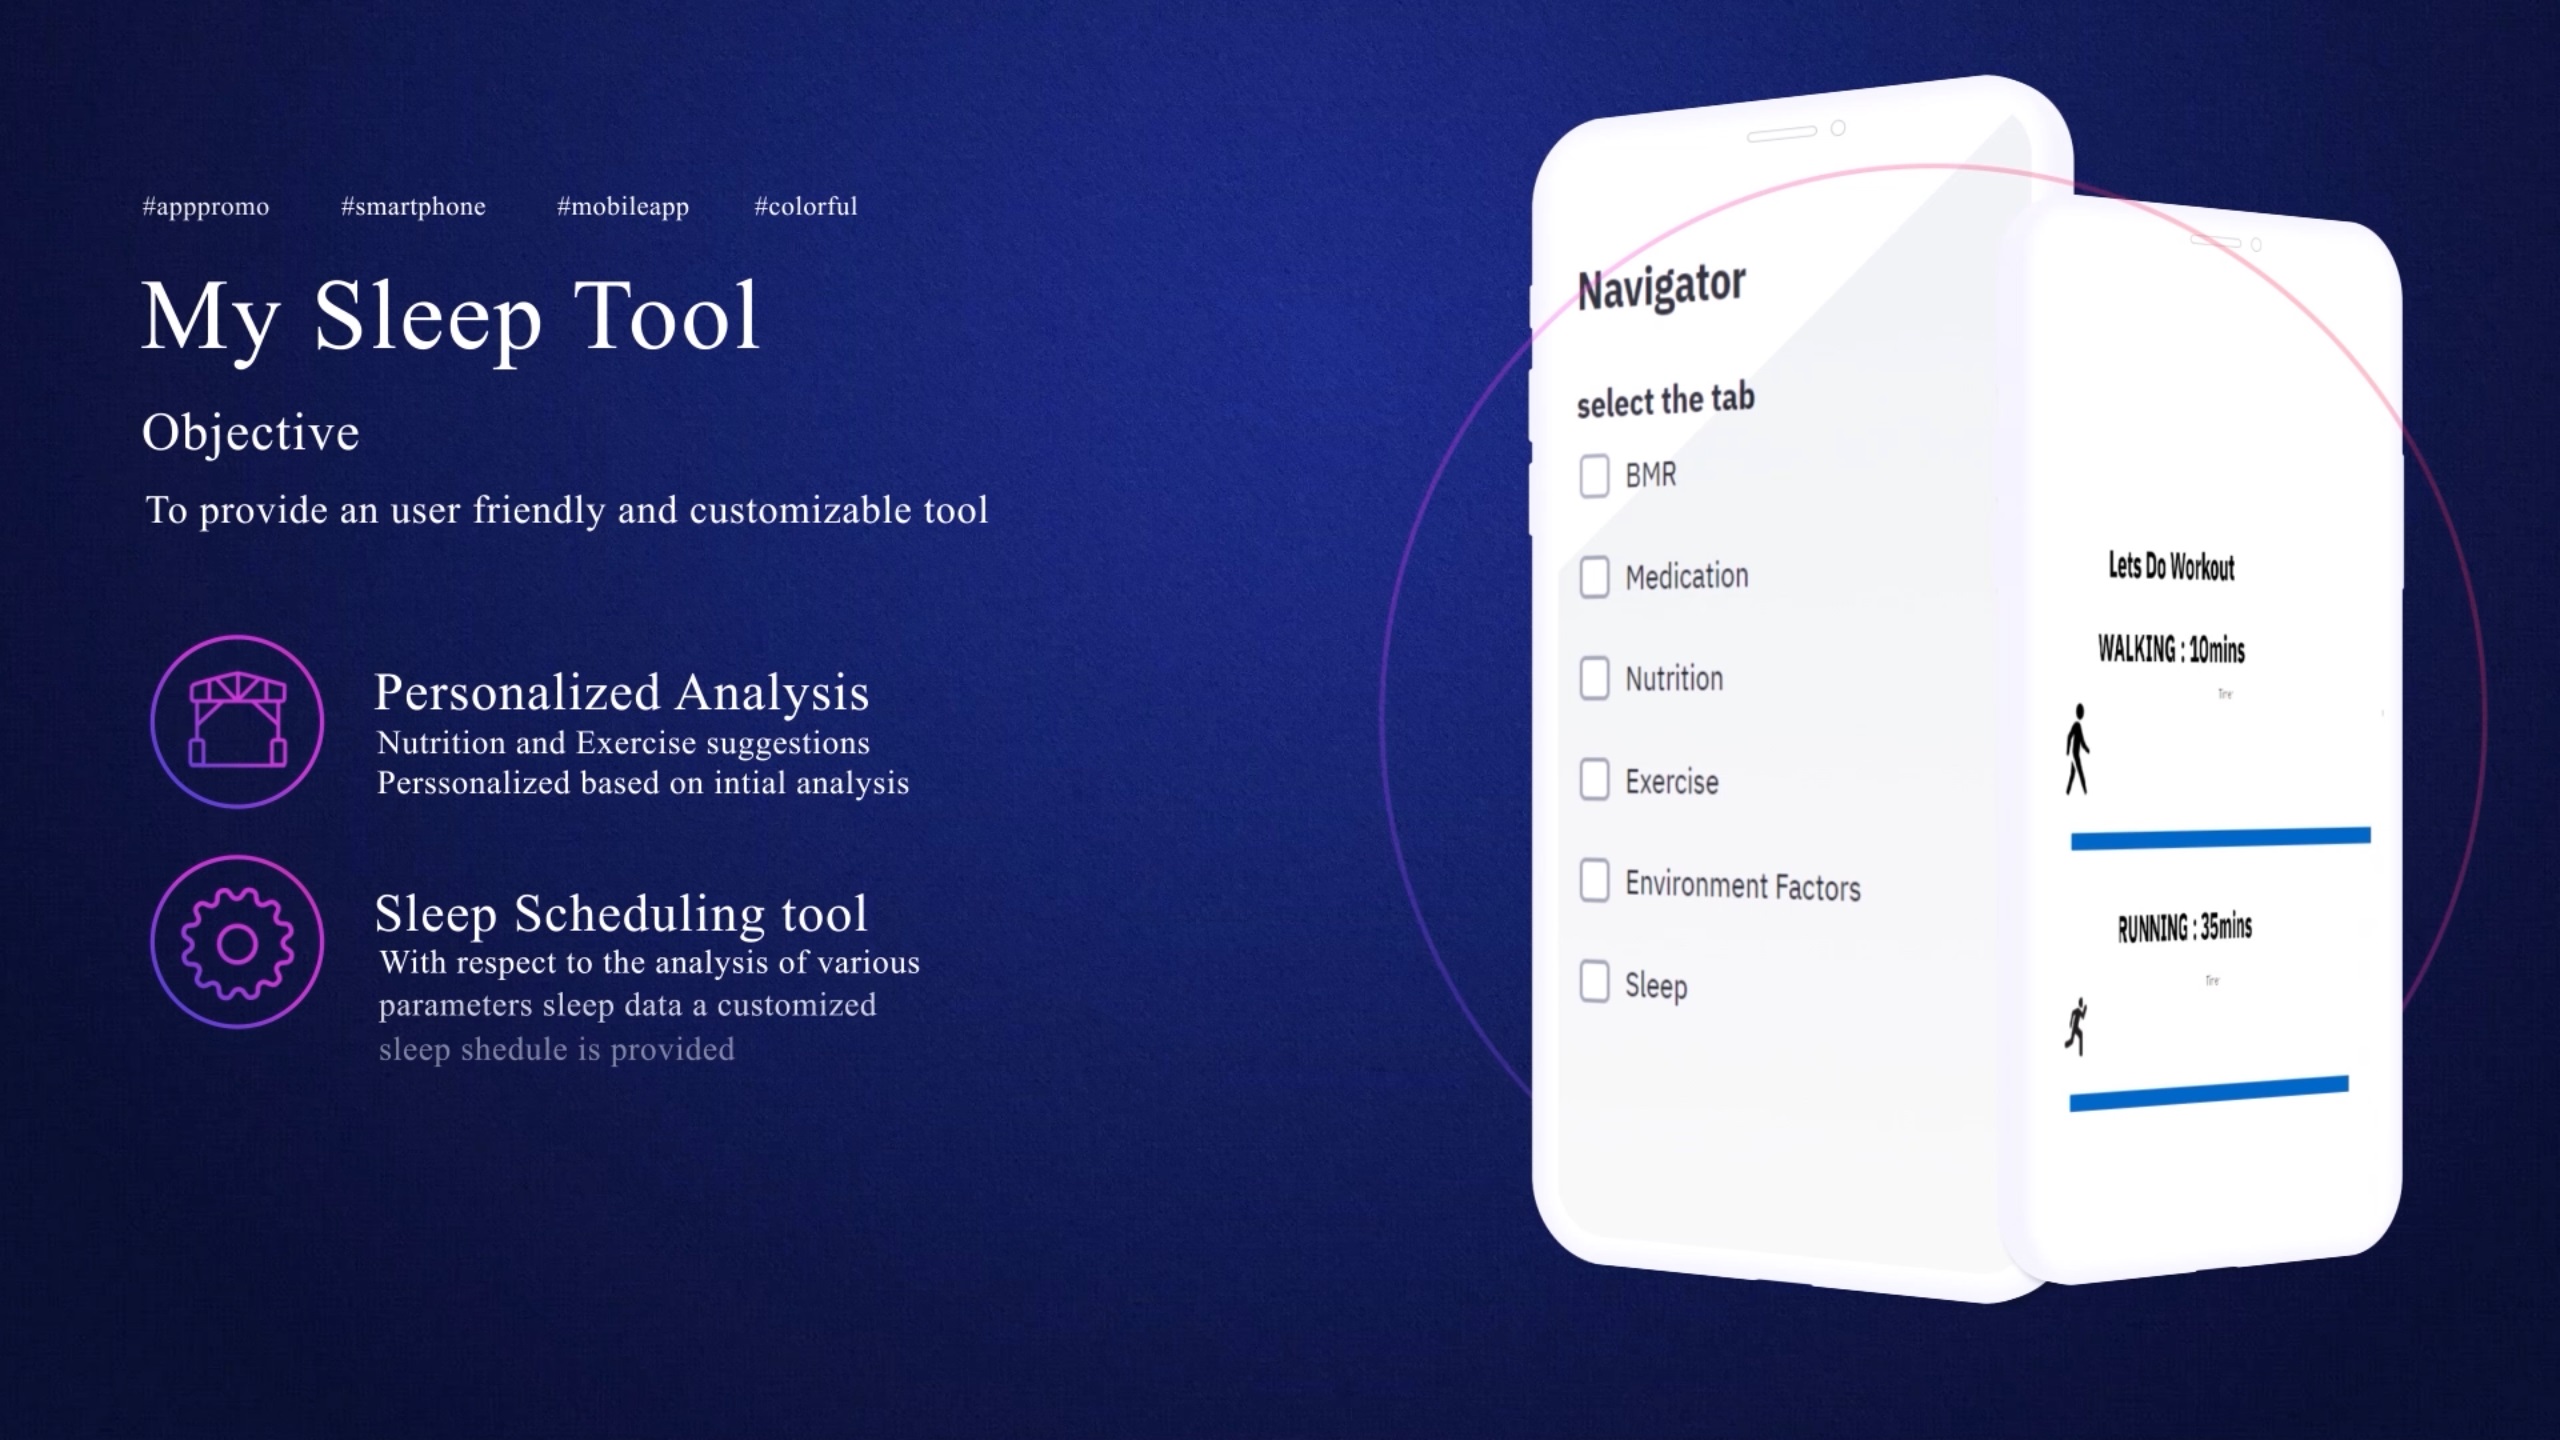 #apppromo #smartphone #mobileapp #colorful
My Sleep Tool
Objective
To provide an user friendly and customizable tool
Personalized Analysis
Nutrition and Exercise suggestions
Perssonalized based on intial analysis
Sleep Scheduling tool
With respect to the analysis of various
parameters sleep data a customized
sleep shedule is provided
Navigator
select the tab
BMR
Medication
Nutrition
Exercise
Environment Factors
Sleep
Lets Do Workout
WALKING : 10mins
RUNNING : 35mins